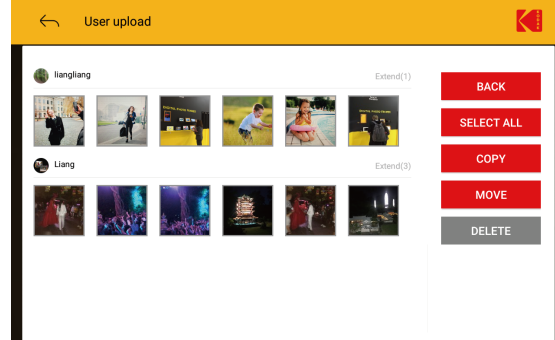 User upload
liangliang
Extend(1)
Liang
Extend(3)
BACK
SELECT ALL
COPY
MOVE
DELETE